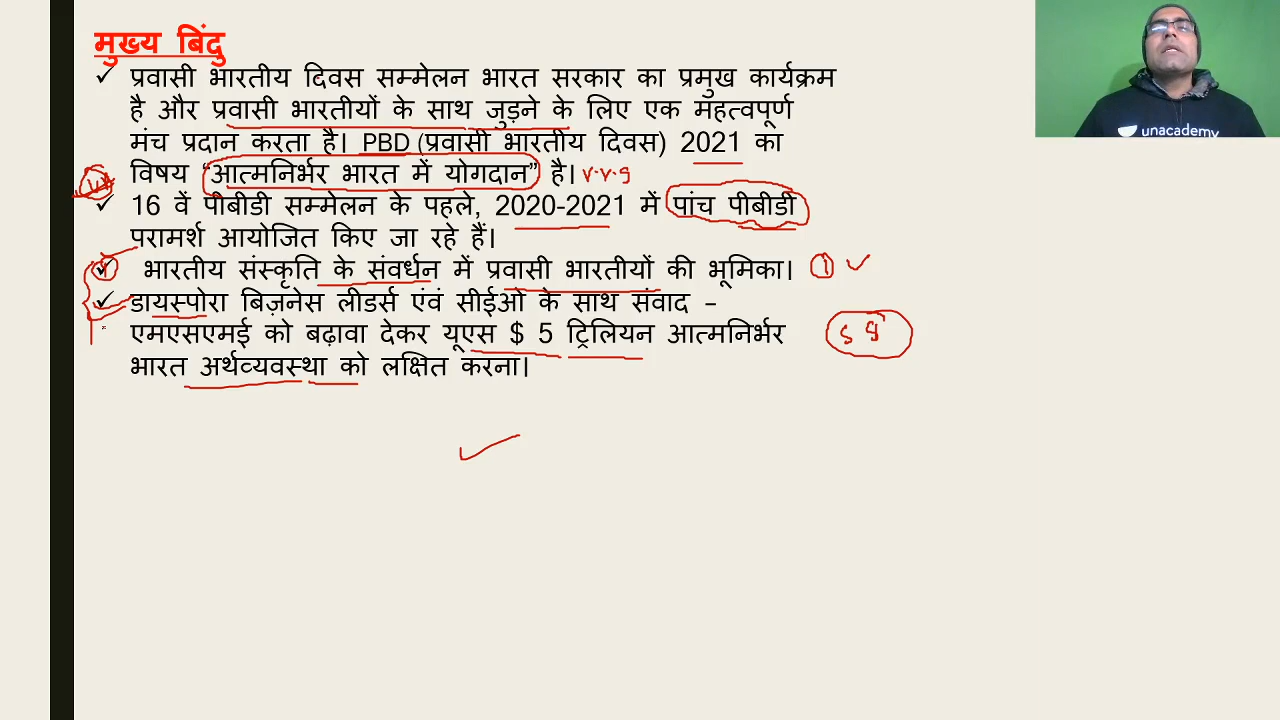 मुख्य बिंदु
✓ प्रवासी भारतीय दिवस सम्मेलन भारत सरकार का प्रमुख कार्यक्रम
है और प्रवासी भारतीयों के साथ जुड़ने के लिए एक महत्वपूर्ण
मंच प्रदान करता है। PBD (प्रवासी भारतीय दिवस) 2021 का
विषय “आत्मनिर्भर भारत में योगदान” है।
✓ 16 वें पीबीडी सम्मेलन के पहले, 2020-2021 में पांच पीबीडी
परामर्श आयोजित किए जा रहे हैं।
✓ भारतीय संस्कृति के संवर्धन में प्रवासी भारतीयों की भूमिका। 1 ✓
✓ डायस्पोरा बिज़नेस लीडर्स एंवं सीईओ के साथ संवाद –
एमएसएमई को बढ़ावा देकर यूएस $ 5 ट्रिलियन आत्मनिर्भर
भारत अर्थव्यवस्था को लक्षित करना।
unacademy